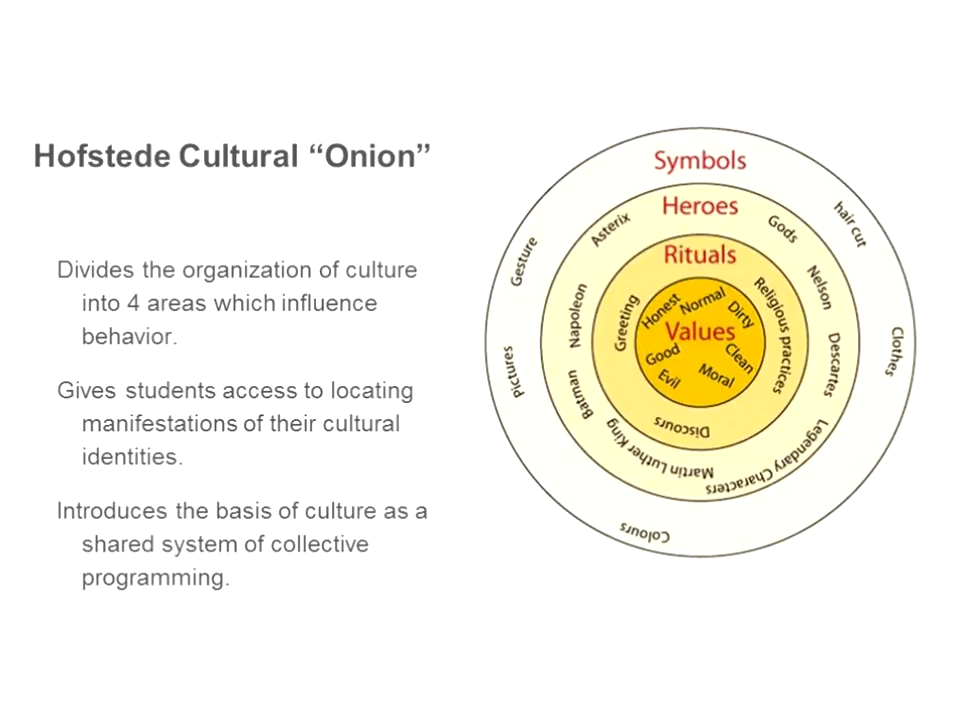 Hofstede Cultural “Onion”
Divides the organization of culture
into 4 areas which influence
behavior.
Gives students access to locating
manifestations of their cultural
identities.
Introduces the basis of culture as a
shared system of collective
programming.
Symbols
Gesture
hair cut
Pictures
Clothes
Colours
Heroes
Asterix
Gods
Napoleon
Nelson
Batman
Descartes
Martin Luther King
Legendary Characters
Rituals
Greeting
Religious practices
Discours
Values
Honest
Normal
Dirty
Good
Clean
Evil
Moral